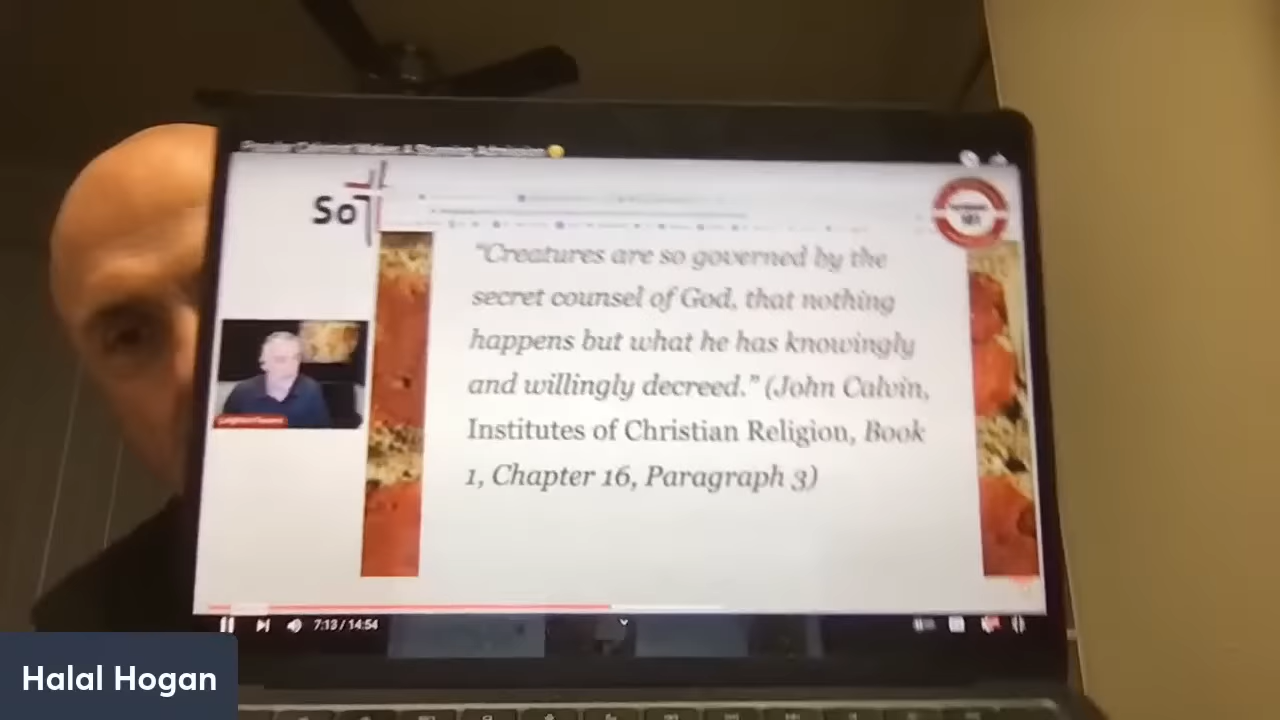 SoT
"Creatures are so governed by the
secret counsel of God, that nothing
happens but what he has knowingly
and willingly decreed." (John Calvin,
Institutes of Christian Religion, Book
1, Chapter 16, Paragraph 3)
7:13 / 14:54
Halal Hogan